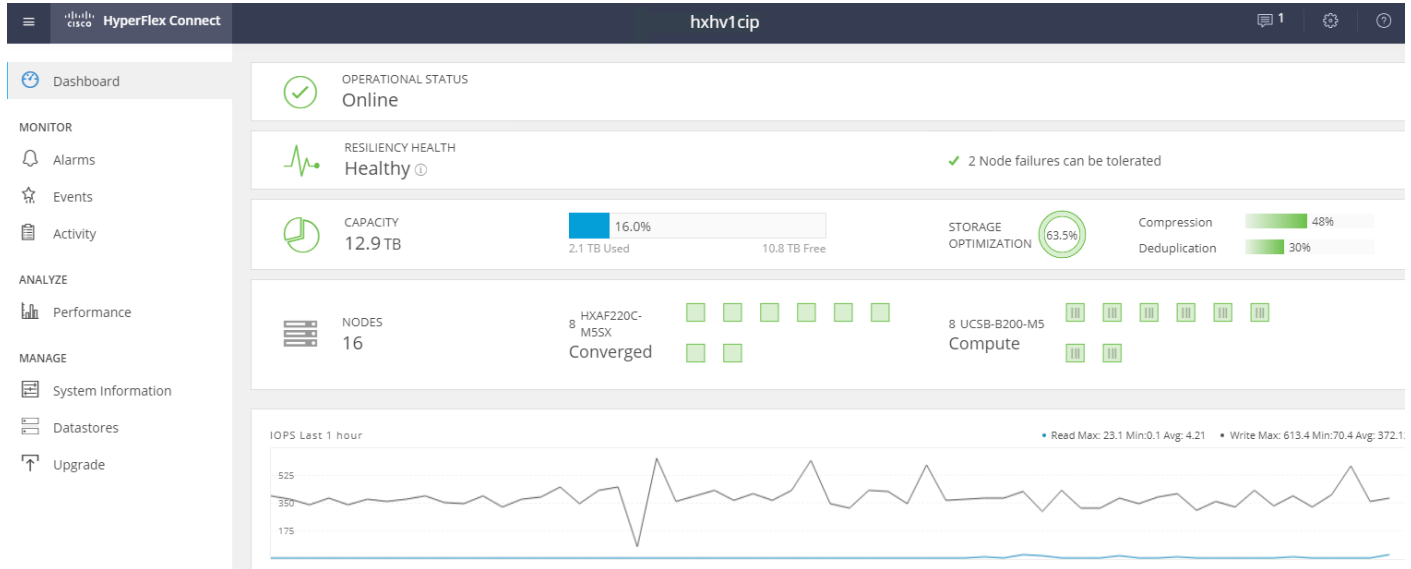 cisco HyperFlex Connect
hxhv1cip
1
Dashboard
MONITOR
Alarms
Events
Activity
ANALYZE
Performance
MANAGE
System Information
Datastores
Upgrade
OPERATIONAL STATUS
Online
RESILIENCY HEALTH
Healthy
2 Node failures can be tolerated
CAPACITY
12.9 TB
16.0%
2.1 TB Used
10.8 TB Free
STORAGE
OPTIMIZATION
63.5%
Compression
48%
Deduplication
30%
NODES
16
8 HXAF220C-
M5SX
Converged
8 UCSB-B200-M5
Compute
IOPS Last 1 hour
Read Max: 23.1 Min:0.1 Avg: 4.21
Write Max: 613.4 Min:70.4 Avg: 372.1
525
350
175